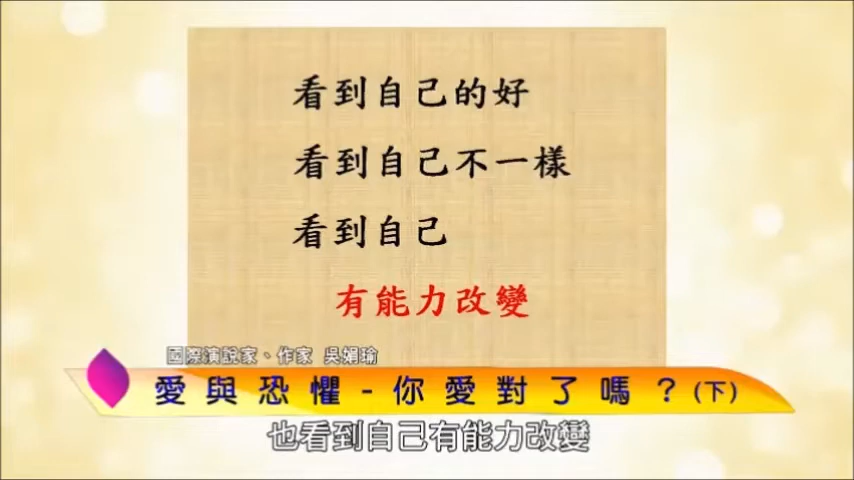 看到自己的好
看到自己不一樣
看到自己
有能力改變
國際演說家、作家 吳娟瑜
愛與恐懼-你愛對了嗎？(下)
也看到自己有能力改變